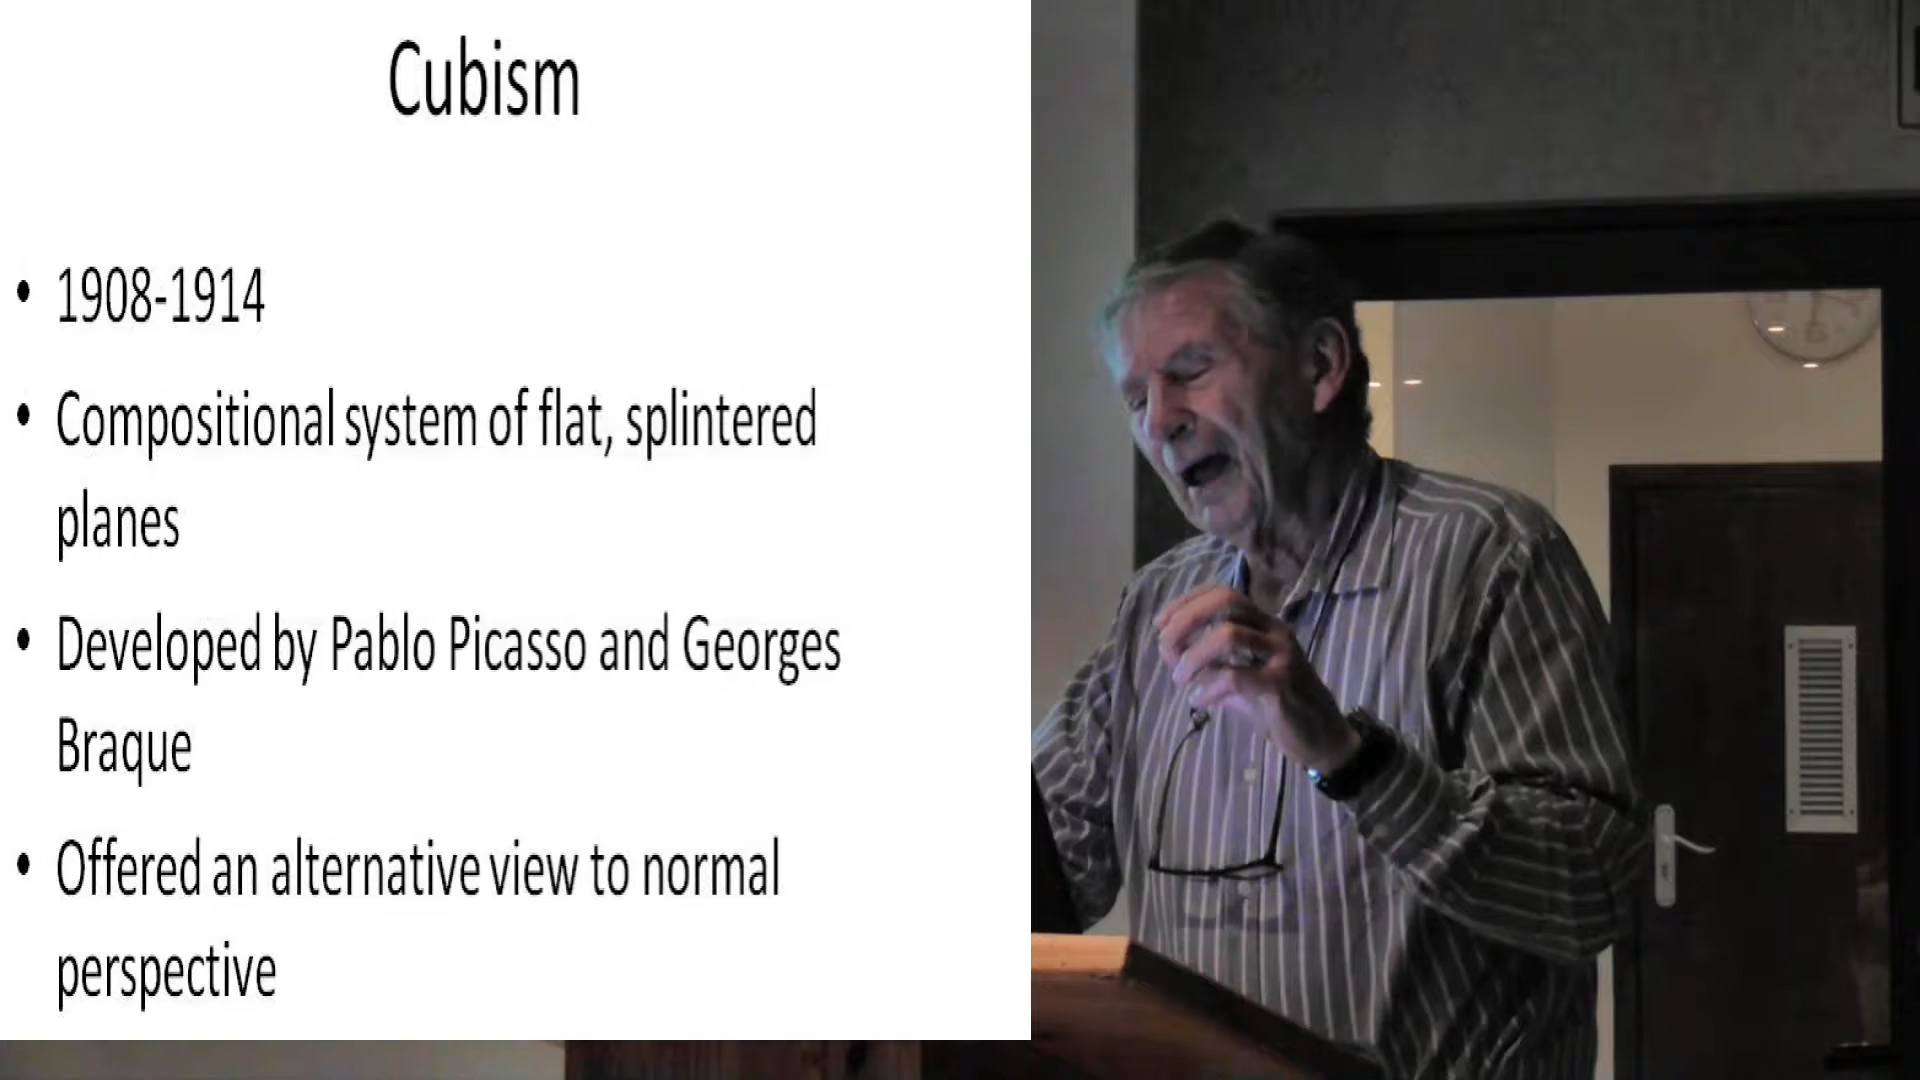 Cubism
• 1908-1914
• Compositional system of flat, splintered
planes
• Developed by Pablo Picasso and Georges
Braque
• Offered an alternative view to normal
perspective